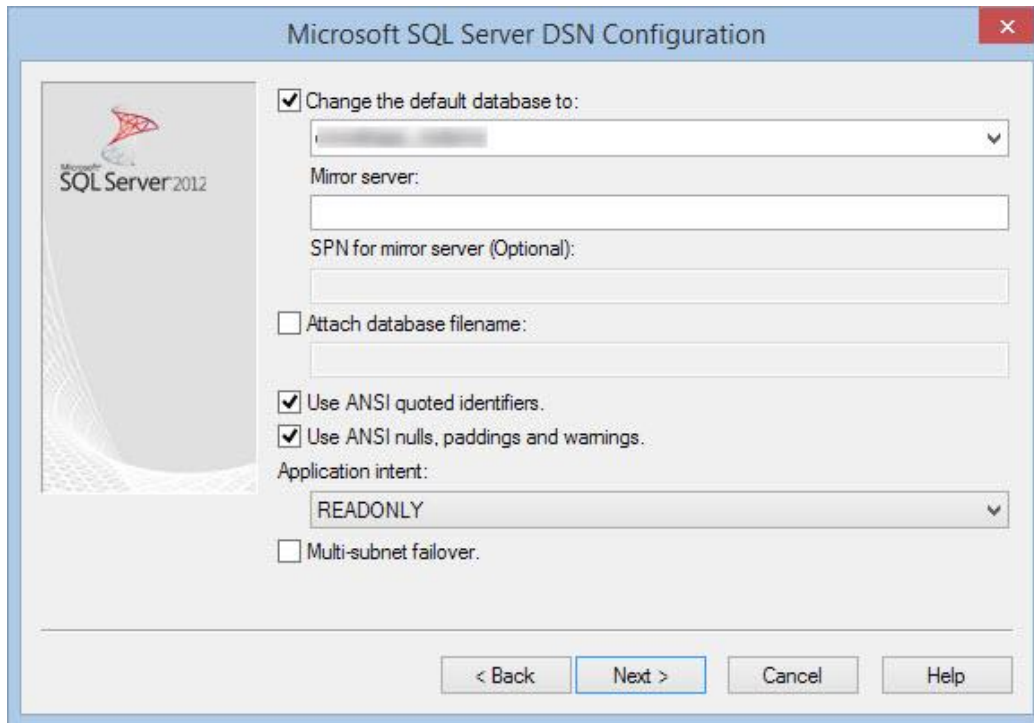 Microsoft SQL Server DSN Configuration
Microsoft
SQL Server 2012
Change the default database to:
Mirror server:
SPN for mirror server (Optional):
Attach database filename:
Use ANSI quoted identifiers.
Use ANSI nulls, paddings and warnings.
Application intent:
READONLY
Multi-subnet failover.
< Back Next > Cancel Help